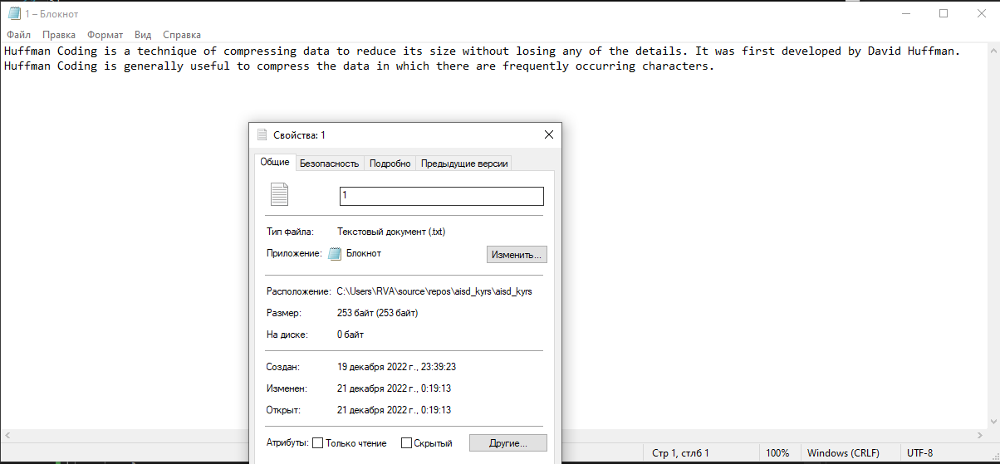 1 – Блокнот
Файл Правка Формат Вид Справка
Huffman Coding is a technique of compressing data to reduce its size without losing any of the details. It was first developed by David Huffman.
Huffman Coding is generally useful to compress the data in which there are frequently occurring characters.
Свойства: 1
Общие Безопасность Подробно Предыдущие версии
1
Тип файла: Текстовый документ (.txt)
Приложение: Блокнот Изменить...
Расположение: C:\Users\RVA\source\repos\aisd_kyrs\aisd_kyrs
Размер: 253 байт (253 байт)
На диске: 0 байт
Создан: 19 декабря 2022 г., 23:39:23
Изменен: 21 декабря 2022 г., 0:19:13
Открыт: 21 декабря 2022 г., 0:19:13
Атрибуты: Только чтение Скрытый Другие...
Стр 1, стлб 1 100% Windows (CRLF) UTF-8